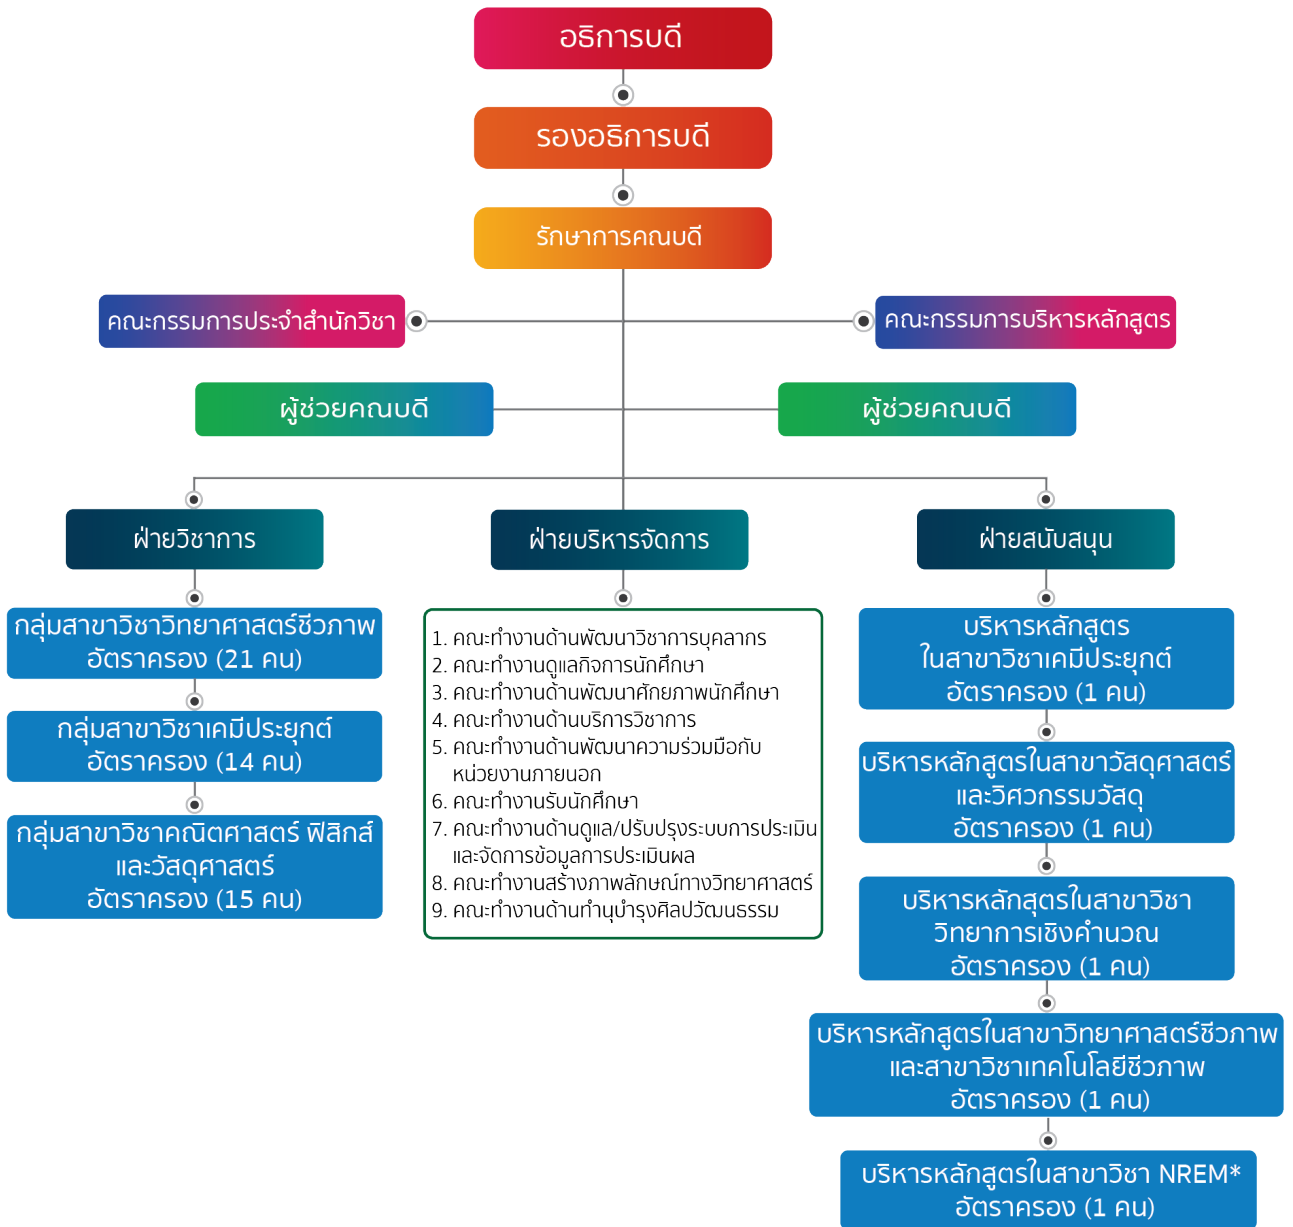 อธิการบดี
รองอธิการบดี
รักษาการคณบดี
คณะกรรมการประจำสำนักวิชา
คณะกรรมการบริหารหลักสูตร
ผู้ช่วยคณบดี
ผู้ช่วยคณบดี
ฝ่ายวิชาการ
ฝ่ายบริหารจัดการ
ฝ่ายสนับสนุน
กลุ่มสาขาวิชาวิทยาศาสตร์ชีวภาพ
อัตราครอง (21 คน)
กลุ่มสาขาวิชาเคมีประยุกต์
อัตราครอง (14 คน)
กลุ่มสาขาวิชาคณิตศาสตร์ ฟิสิกส์
และวัสดุศาสตร์
อัตราครอง (15 คน)
1. คณะทำงานด้านพัฒนาวิชาการบุคลากร
2. คณะทำงานดูแลกิจการนักศึกษา
3. คณะทำงานด้านพัฒนาศักยภาพนักศึกษา
4. คณะทำงานด้านบริการวิชาการ
5. คณะทำงานด้านพัฒนาความร่วมมือกับ
หน่วยงานภายนอก
6. คณะทำงานรับนักศึกษา
7. คณะทำงานด้านดูแล/ปรับปรุงระบบการประเมิน
และจัดการข้อมูลการประเมินผล
8. คณะทำงานสร้างภาพลักษณ์ทางวิทยาศาสตร์
9. คณะทำงานด้านทำนุบำรุงศิลปวัฒนธรรม
บริหารหลักสูตร
ในสาขาวิชาเคมีประยุกต์
อัตราครอง (1 คน)
บริหารหลักสูตรในสาขาวัสดุศาสตร์
และวิศวกรรมวัสดุ
อัตราครอง (1 คน)
บริหารหลักสุตรในสาขาวิชา
วิทยาการเชิงคำนวณ
อัตราครอง (1 คน)
บริหารหลักสูตรในสาขาวิทยาศาสตร์ชีวภาพ
และสาขาวิชาเทคโนโลยีชีวภาพ
อัตราครอง (1 คน)
บริหารหลักสูตรในสาขาวิชา NREM*
อัตราครอง (1 คน)